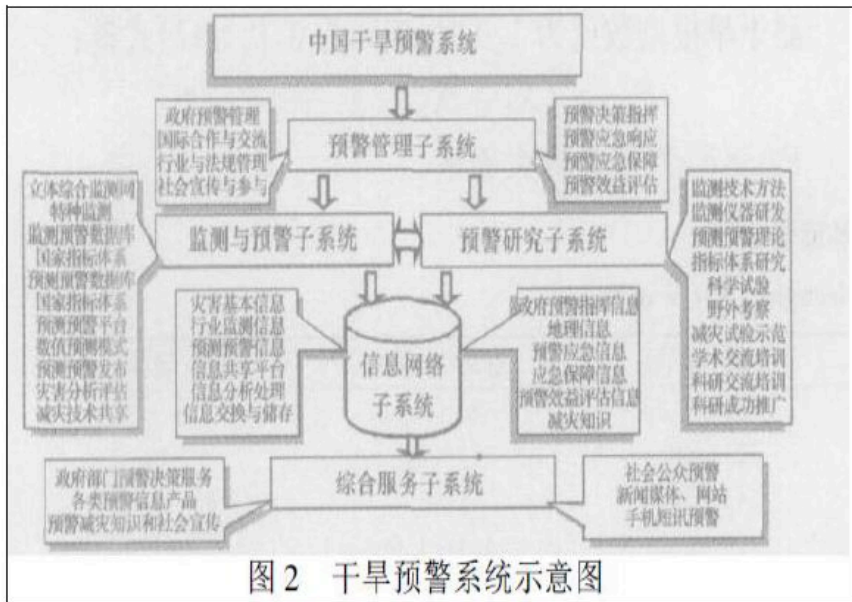 中国干旱预警系统
政府预警管理
国际合作与交流
行业与法规管理
社会宣传与参与
预警管理子系统
预警决策指挥
预警应急响应
预警应急保障
预警效益评估
立体综合监测网
特种监测
监测预警数据库
国家指标体系
预测预警数据库
国家指标体系
预测预警平台
数值预测模式
预测预警发布
灾害分析评估
减灾技术共享
监测与预警子系统
预警研究子系统
监测技术方法
监测仪器研发
预测预警理论
指标体系研究
科学试验
野外考察
减灾试验示范
学术交流培训
科研交流培训
科研成功推广
灾害基本信息
行业监测信息
预测预警信息
信息共享平台
信息分析处理
信息交换与储存
信息网络
子系统
政府预警指挥信息
地理信息
预警应急信息
应急保障信息
预警效益评估信息
减灾知识
政府部门预警决策服务
各类预警信息产品
预警减灾知识和社会宣传
综合服务子系统
社会公众预警
新闻媒体、网站
手机短讯预警
图 2 干旱预警系统示意图